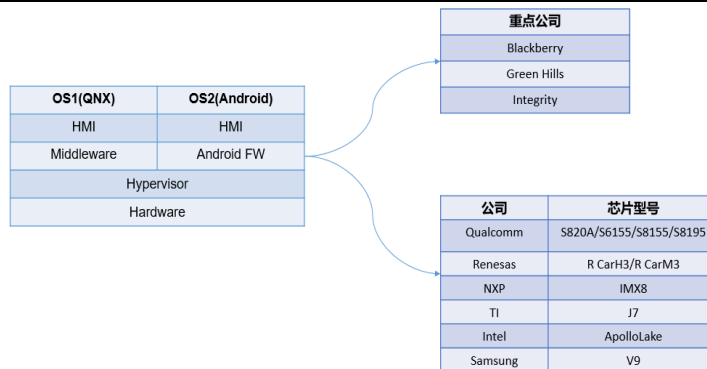 重点公司
Blackberry
Green Hills
Integrity
OS1(QNX) OS2(Android)
HMI HMI
Middleware Android FW
Hypervisor
Hardware
公司 芯片型号
Qualcomm S820A/S6155/S8155/S8195
Renesas R CarH3/R CarM3
NXP IMX8
TI J7
Intel ApolloLake
Samsung V9